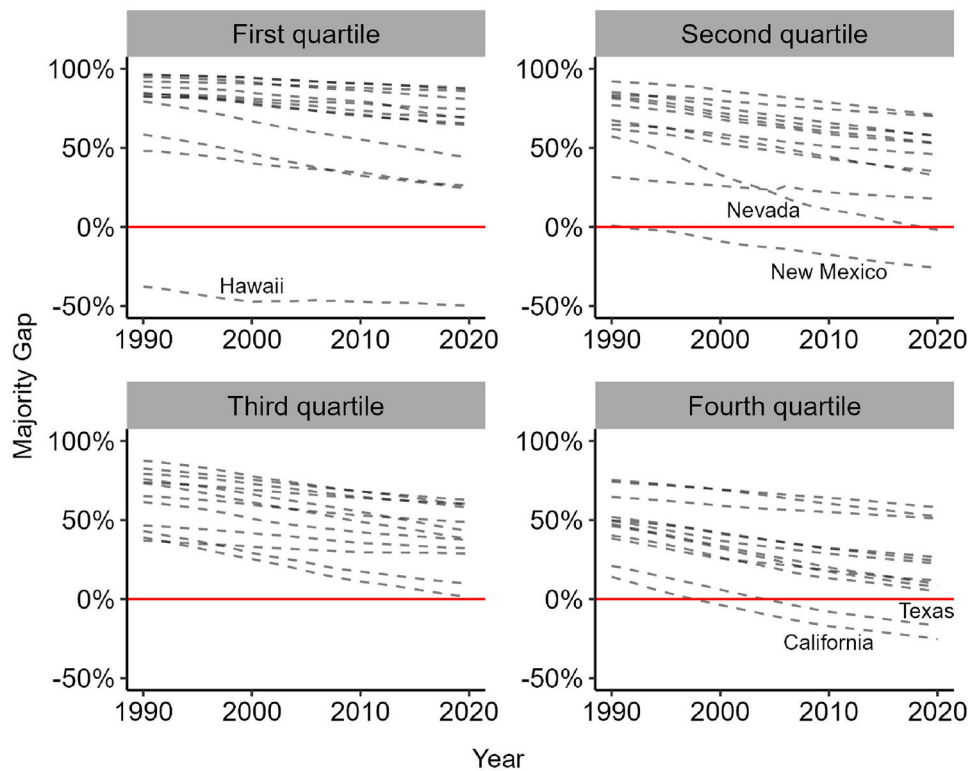 First quartile
Second quartile
100%
50%
0%
-50%
Hawaii
1990 2000 2010 2020
100%
50%
0%
-50%
Nevada
New Mexico
1990 2000 2010 2020
Majority Gap
Third quartile
Fourth quartile
100%
50%
0%
-50%
1990 2000 2010 2020
100%
50%
0%
-50%
Texas
California
1990 2000 2010 2020
Year